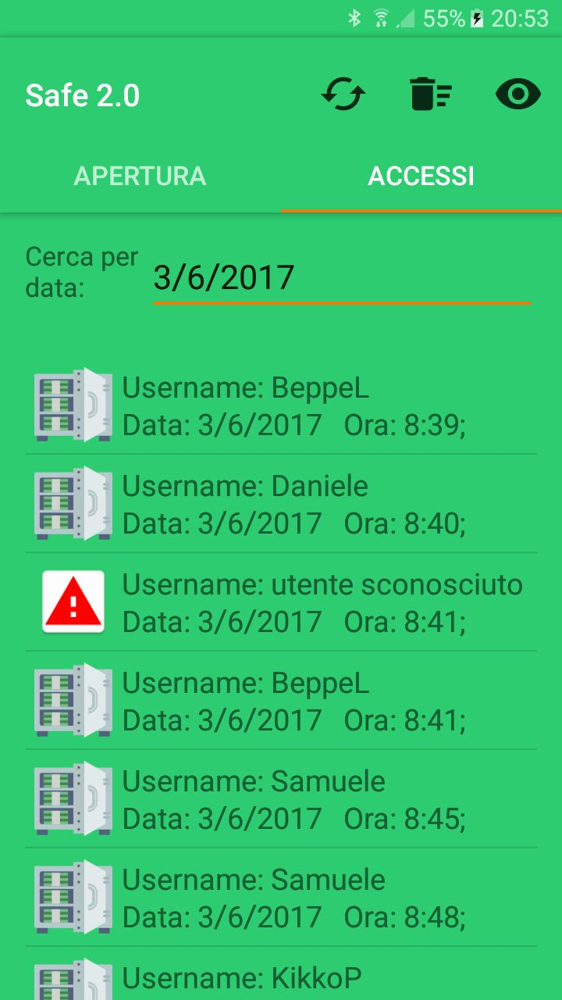 55% 20:53
Safe 2.0
APERTURA ACCESSI
Cerca per
data:
3/6/2017
Username: BeppeL
Data: 3/6/2017 Ora: 8:39;
Username: Daniele
Data: 3/6/2017 Ora: 8:40;
Username: utente sconosciuto
Data: 3/6/2017 Ora: 8:41;
Username: BeppeL
Data: 3/6/2017 Ora: 8:41;
Username: Samuele
Data: 3/6/2017 Ora: 8:45;
Username: Samuele
Data: 3/6/2017 Ora: 8:48;
Username: KikkoP